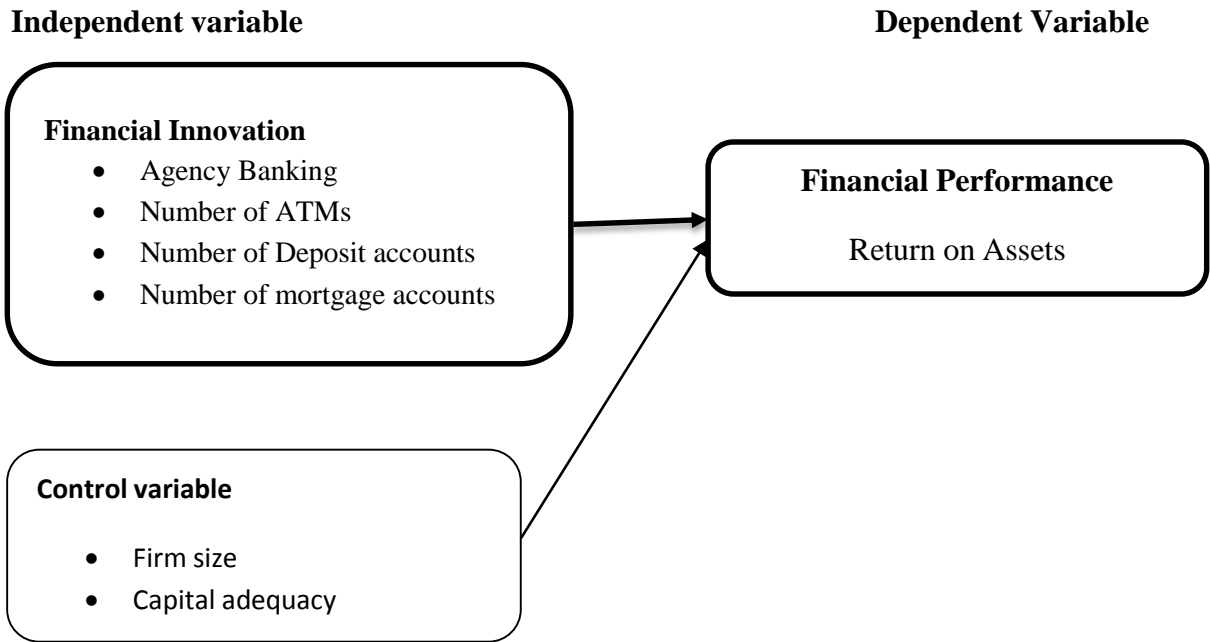 Independent variable
Dependent Variable
Financial Innovation
• Agency Banking
• Number of ATMs
• Number of Deposit accounts
• Number of mortgage accounts
Financial Performance
Return on Assets
Control variable
• Firm size
• Capital adequacy